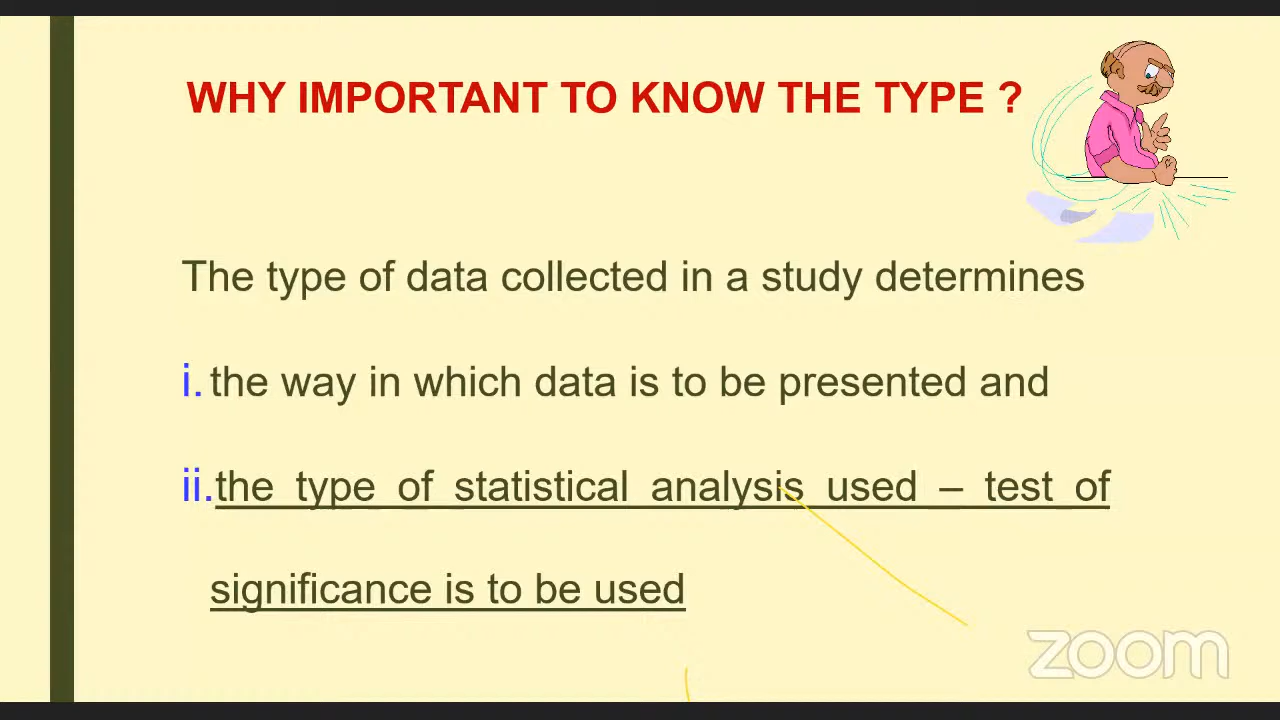 WHY IMPORTANT TO KNOW THE TYPE ?
The type of data collected in a study determines
i. the way in which data is to be presented and
ii. the type of statistical analysis used – test of
significance is to be used
zoom